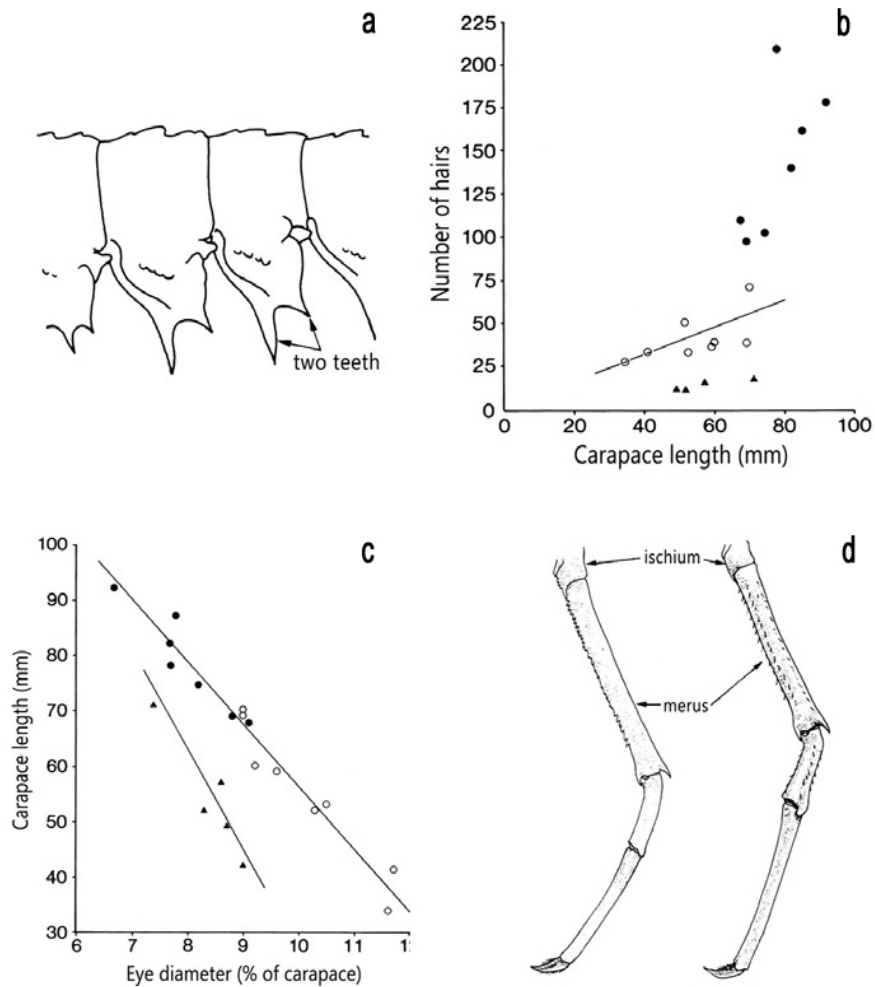 a
two teeth
b
225
200
175
150
125
100
75
50
25
0
Number of hairs
0 20 40 60 80 100
Carapace length (mm)
c
100
90
80
70
60
50
40
30
Carapace length (mm)
6 7 8 9 10 11
Eye diameter (% of carapace)
d
ischium
merus